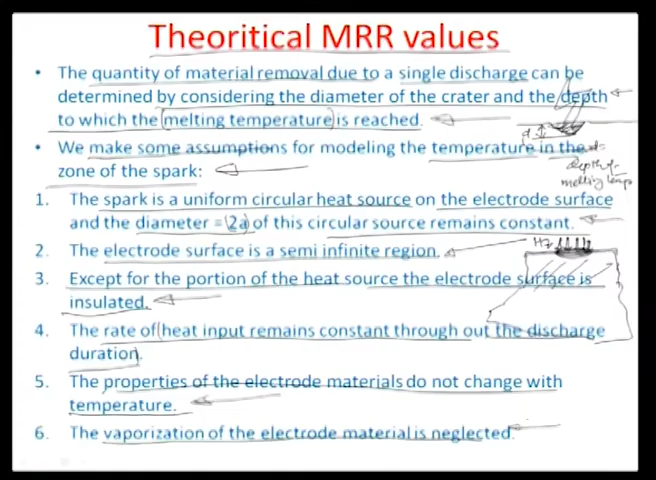 Theoritical MRR values
• The quantity of material removal due to a single discharge can be
determined by considering the diameter of the crater and the depth
to which the melting temperature is reached.
• We make some assumptions for modeling the temperature in the
zone of the spark:
1. The spark is a uniform circular heat source on the electrode surface
and the diameter = 2a of this circular source remains constant.
2. The electrode surface is a semi infinite region.
3. Except for the portion of the heat source the electrode surface is
insulated.
4. The rate of heat input remains constant through out the discharge
duration.
5. The properties of the electrode materials do not change with
temperature.
6. The vaporization of the electrode material is neglected.
d
d=
depth of
melting temp